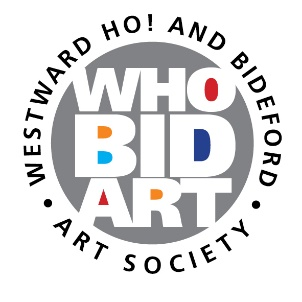 WESTWARD HO! AND BIDEFORD
WHO
BID
ART
• ART SOCIETY •